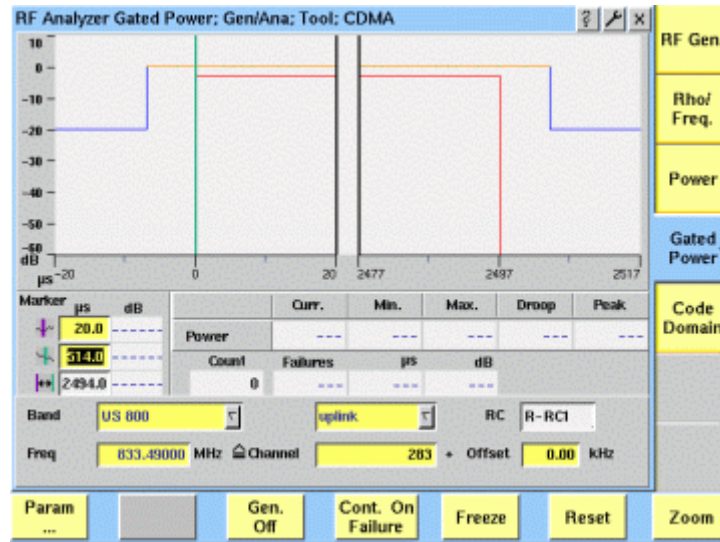 RF Analyzer Gated Power; Gen/Ana; Tool; CDMA
?
RF Gen.
Rho/
Freq.
Power
Gated
Power
Code
Domain
10
0
-10
-20
-30
-40
-50
-60
dB
µs
-20 0 20 2477 2497 2517
Marker µs dB
20.0 -----
514.0 -----
2494.0 -----
Curr. Min. Max. Droop Peak
Power --- --- --- --- ---
Count Failures µs dB
0 --- --- ---
Band US 800 uplink RC R-RC1
Freq 833.49000 MHz Channel 283 + Offset 0.00 kHz
Param
...
Gen.
Off
Cont. On
Failure
Freeze
Reset
Zoom